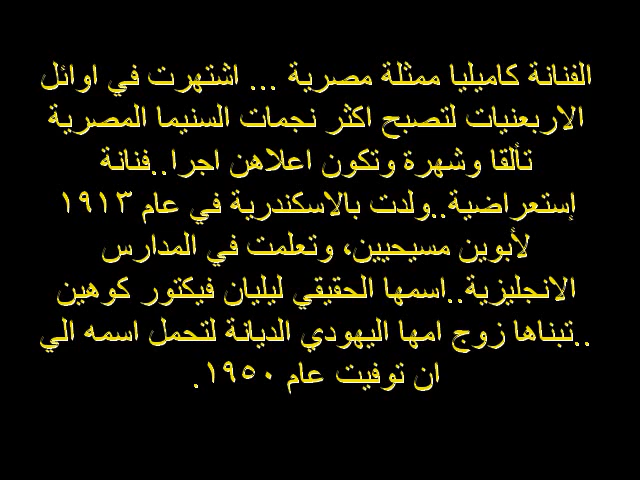 الفنانة كاميليا ممثلة مصرية ... اشتهرت في اوائل
الاربعنيات لتصبح اكثر نجمات السنيما المصرية
تألقا وشهرة وتكون اعلاهن اجرا..فنانة
إستعراضية..ولدت بالاسكندرية في عام ١٩١٣
لأبوين مسيحيين، وتعلمت في المدارس
الانجليزية..اسمها الحقيقي ليليان فيكتور كوهين
..تبناها زوج امها اليهودي الديانة لتحمل اسمه الي
ان توفيت عام ١٩٥٠.